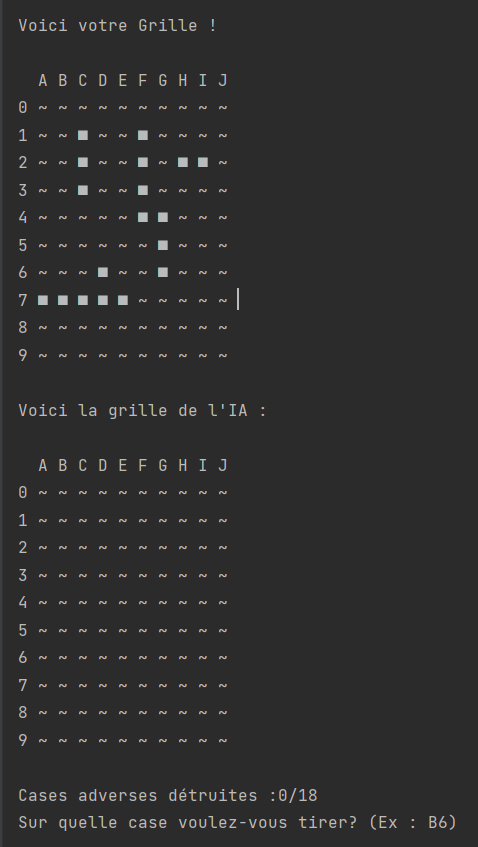 Voici votre Grille !
  A B C D E F G H I J
0 ~ ~ ~ ~ ~ ~ ~ ~ ~ ~
1 ~ ~ ■ ~ ~ ■ ~ ~ ~ ~
2 ~ ~ ■ ~ ~ ■ ~ ■ ■ ~
3 ~ ~ ■ ~ ~ ■ ~ ~ ~ ~
4 ~ ~ ~ ~ ~ ■ ■ ~ ~ ~
5 ~ ~ ~ ~ ~ ~ ■ ~ ~ ~
6 ~ ~ ~ ■ ~ ~ ■ ~ ~ ~
7 ■ ■ ■ ■ ■ ~ ~ ~ ~ ~
8 ~ ~ ~ ~ ~ ~ ~ ~ ~ ~
9 ~ ~ ~ ~ ~ ~ ~ ~ ~ ~
Voici la grille de l'IA :
  A B C D E F G H I J
0 ~ ~ ~ ~ ~ ~ ~ ~ ~ ~
1 ~ ~ ~ ~ ~ ~ ~ ~ ~ ~
2 ~ ~ ~ ~ ~ ~ ~ ~ ~ ~
3 ~ ~ ~ ~ ~ ~ ~ ~ ~ ~
4 ~ ~ ~ ~ ~ ~ ~ ~ ~ ~
5 ~ ~ ~ ~ ~ ~ ~ ~ ~ ~
6 ~ ~ ~ ~ ~ ~ ~ ~ ~ ~
7 ~ ~ ~ ~ ~ ~ ~ ~ ~ ~
8 ~ ~ ~ ~ ~ ~ ~ ~ ~ ~
9 ~ ~ ~ ~ ~ ~ ~ ~ ~ ~
Cases adverses détruites :0/18
Sur quelle case voulez-vous tirer? (Ex : B6)